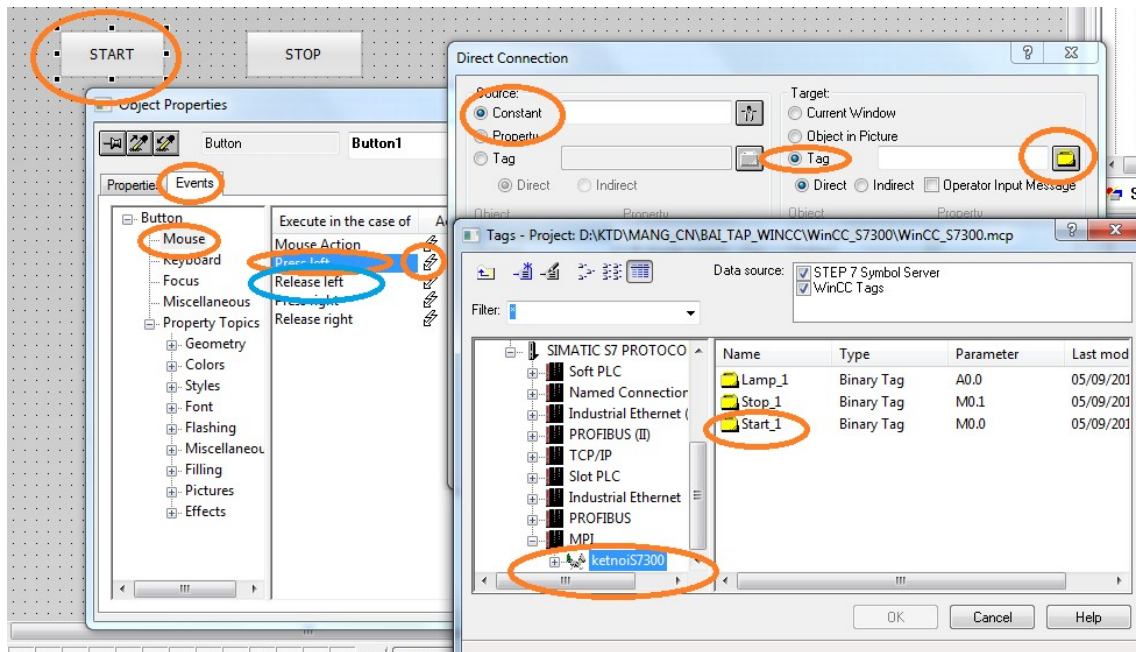 START
STOP
Object Properties
Button
Button1
Properties
Events
Button
Mouse
Keyboard
Focus
Miscellaneous
Property Topics
Geometry
Colors
Styles
Font
Flashing
Miscellaneou
Filling
Pictures
Effects
Execute in the case of
Mouse Action
Press left
Release left
Press right
Release right
Direct Connection
Source:
Constant
Property
Tag
Direct
Indirect
Object
Property
Target:
Current Window
Object in Picture
Tag
Direct
Indirect
Operator Input Message
Object
Property
Tags - Project: D:\KTD\MANG_CN\BAI_TAP_WINCC\WinCC_S7300\WinCC_S7300.mcp
Data source:
STEP 7 Symbol Server
WinCC Tags
Filter:
*
SIMATIC S7 PROTOCO
Soft PLC
Named Connection
Industrial Ethernet (
PROFIBUS (II)
TCP/IP
Slot PLC
Industrial Ethernet
PROFIBUS
MPI
ketnoiS7300
Name Type Parameter Last mod
Lamp_1 Binary Tag A0.0 05/09/201
Stop_1 Binary Tag M0.1 05/09/201
Start_1 Binary Tag M0.0 05/09/201
OK
Cancel
Help